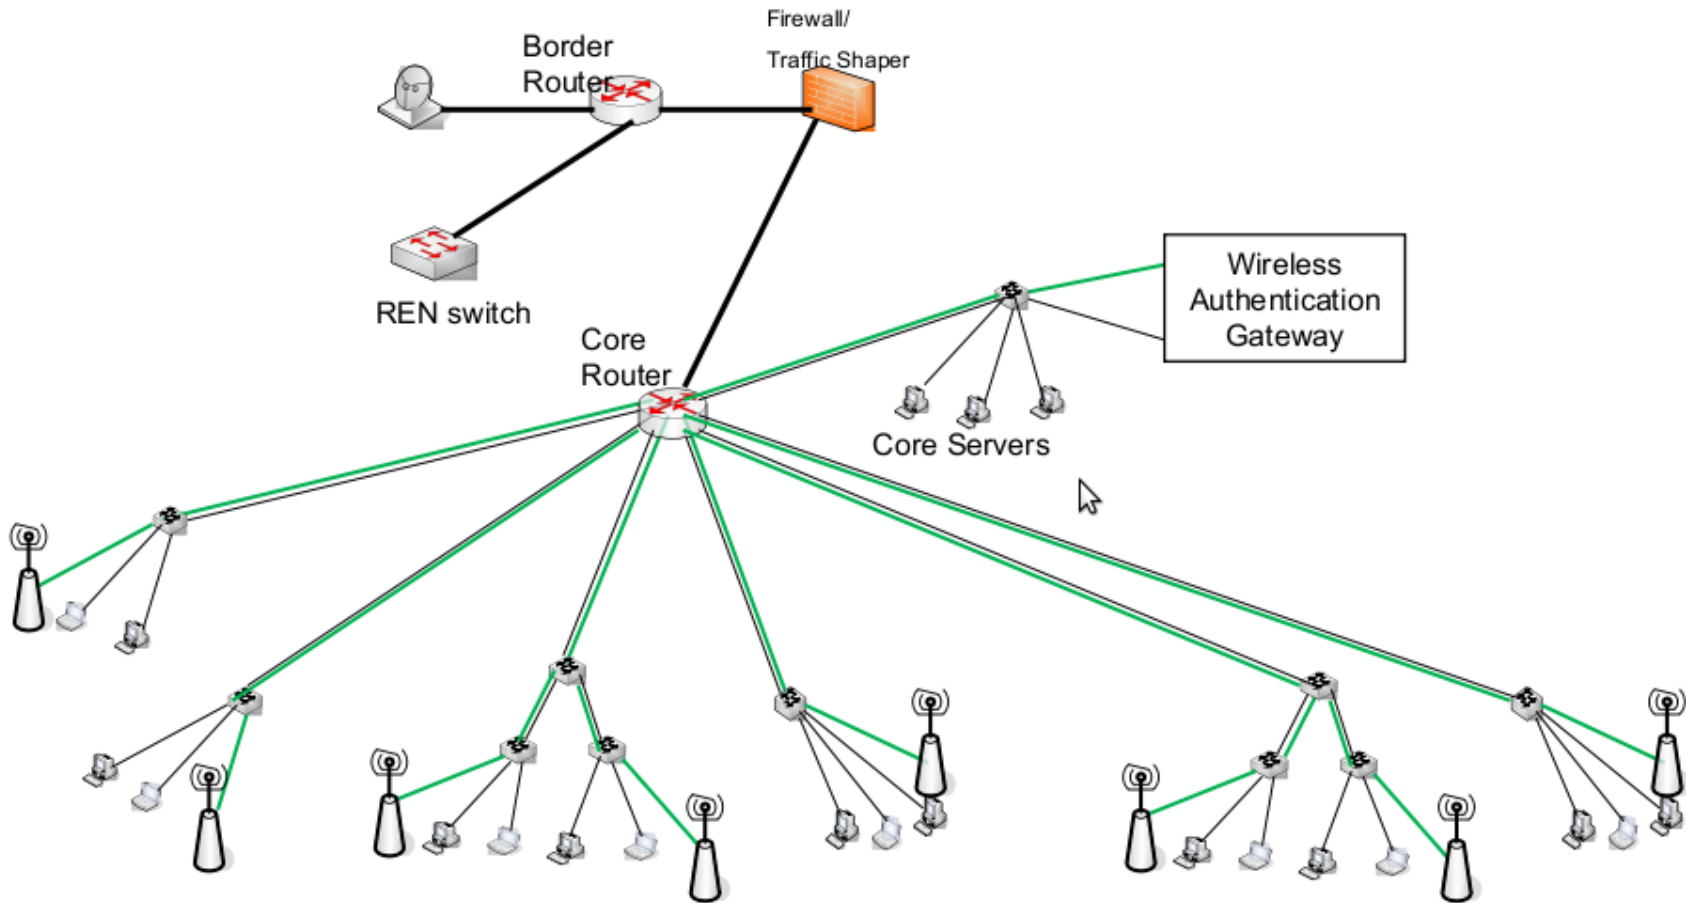 Firewall/
Traffic Shaper
Border
Router
REN switch
Wireless
Authentication
Gateway
Core
Router
Core Servers